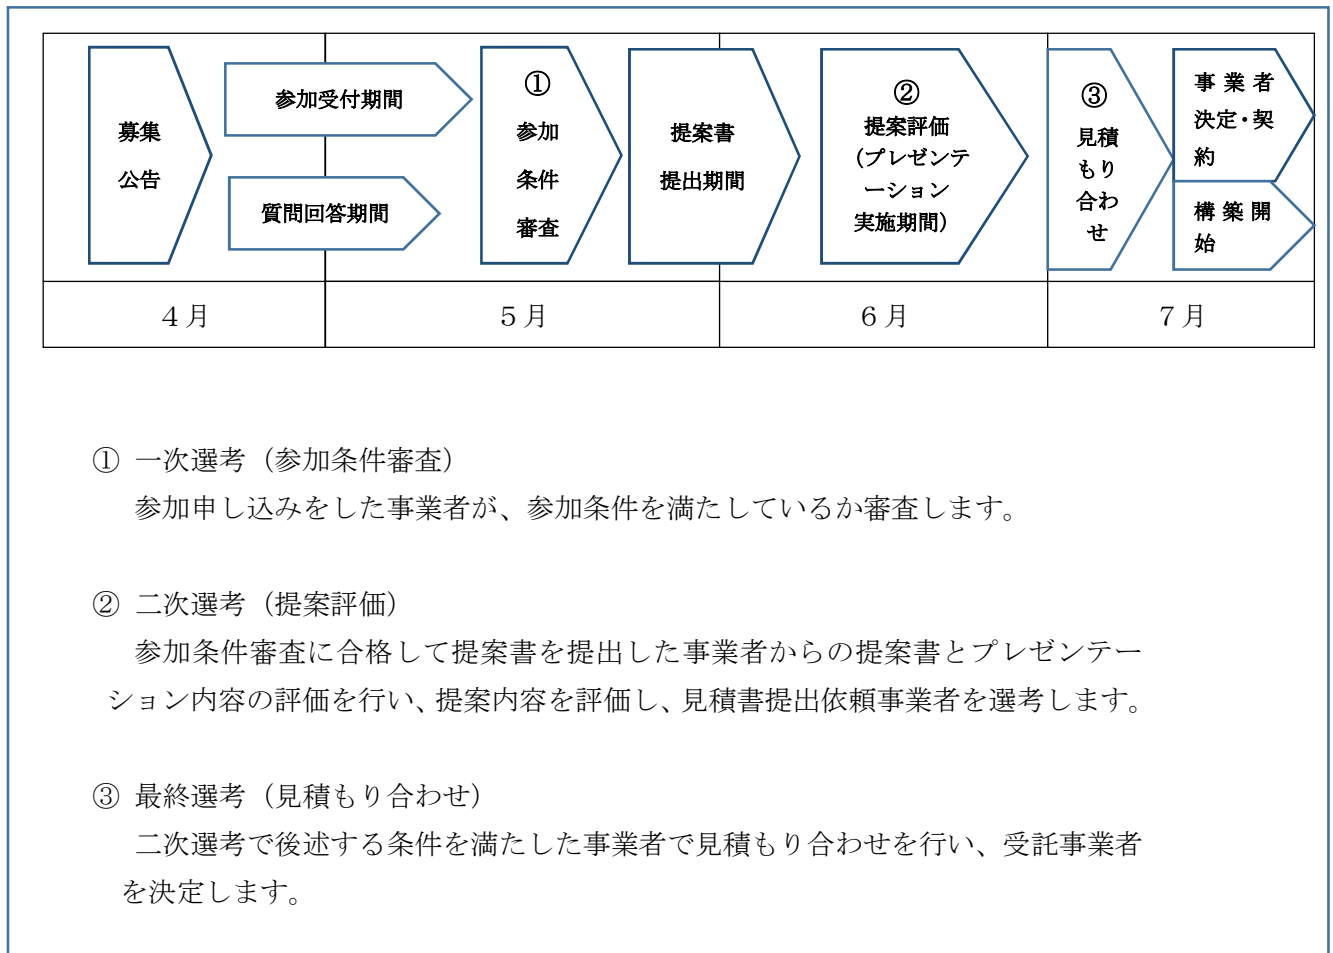 募集
公告
参加受付期間
質問回答期間
①
参加
条件
審査
提案書
提出期間
②
提案評価
（プレゼンテ
ーション
実施期間）
③
見積
もり
合わ
せ
事業者
決定・契
約
構築開
始
４月
５月
６月
７月
① 一次選考（参加条件審査）
参加申し込みをした事業者が、参加条件を満たしているか審査します。
② 二次選考（提案評価）
参加条件審査に合格して提案書を提出した事業者からの提案書とプレゼンテー
ション内容の評価を行い、提案内容を評価し、見積書提出依頼事業者を選考します。
③ 最終選考（見積もり合わせ）
二次選考で後述する条件を満たした事業者で見積もり合わせを行い、受託事業者
を決定します。